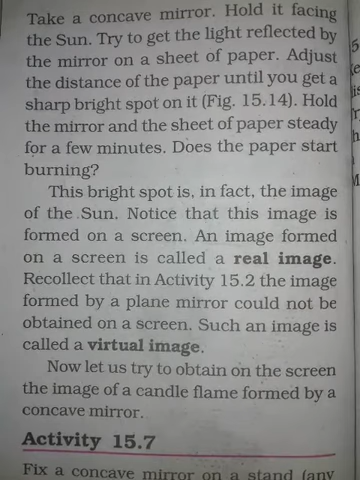 Take a concave mirror. Hold it facing
the Sun. Try to get the light reflected by
the mirror on a sheet of paper. Adjust
the distance of the paper until you get a
sharp bright spot on it (Fig. 15.14). Hold
the mirror and the sheet of paper steady
for a few minutes. Does the paper start
burning?
This bright spot is, in fact, the image
of the Sun. Notice that this image is
formed on a screen. An image formed
on a screen is called a real image.
Recollect that in Activity 15.2 the image
formed by a plane mirror could not be
obtained on a screen. Such an image is
called a virtual image.
Now let us try to obtain on the screen
the image of a candle flame formed by a
concave mirror.
Activity 15.7
Fix a concave mirror on a stand (any